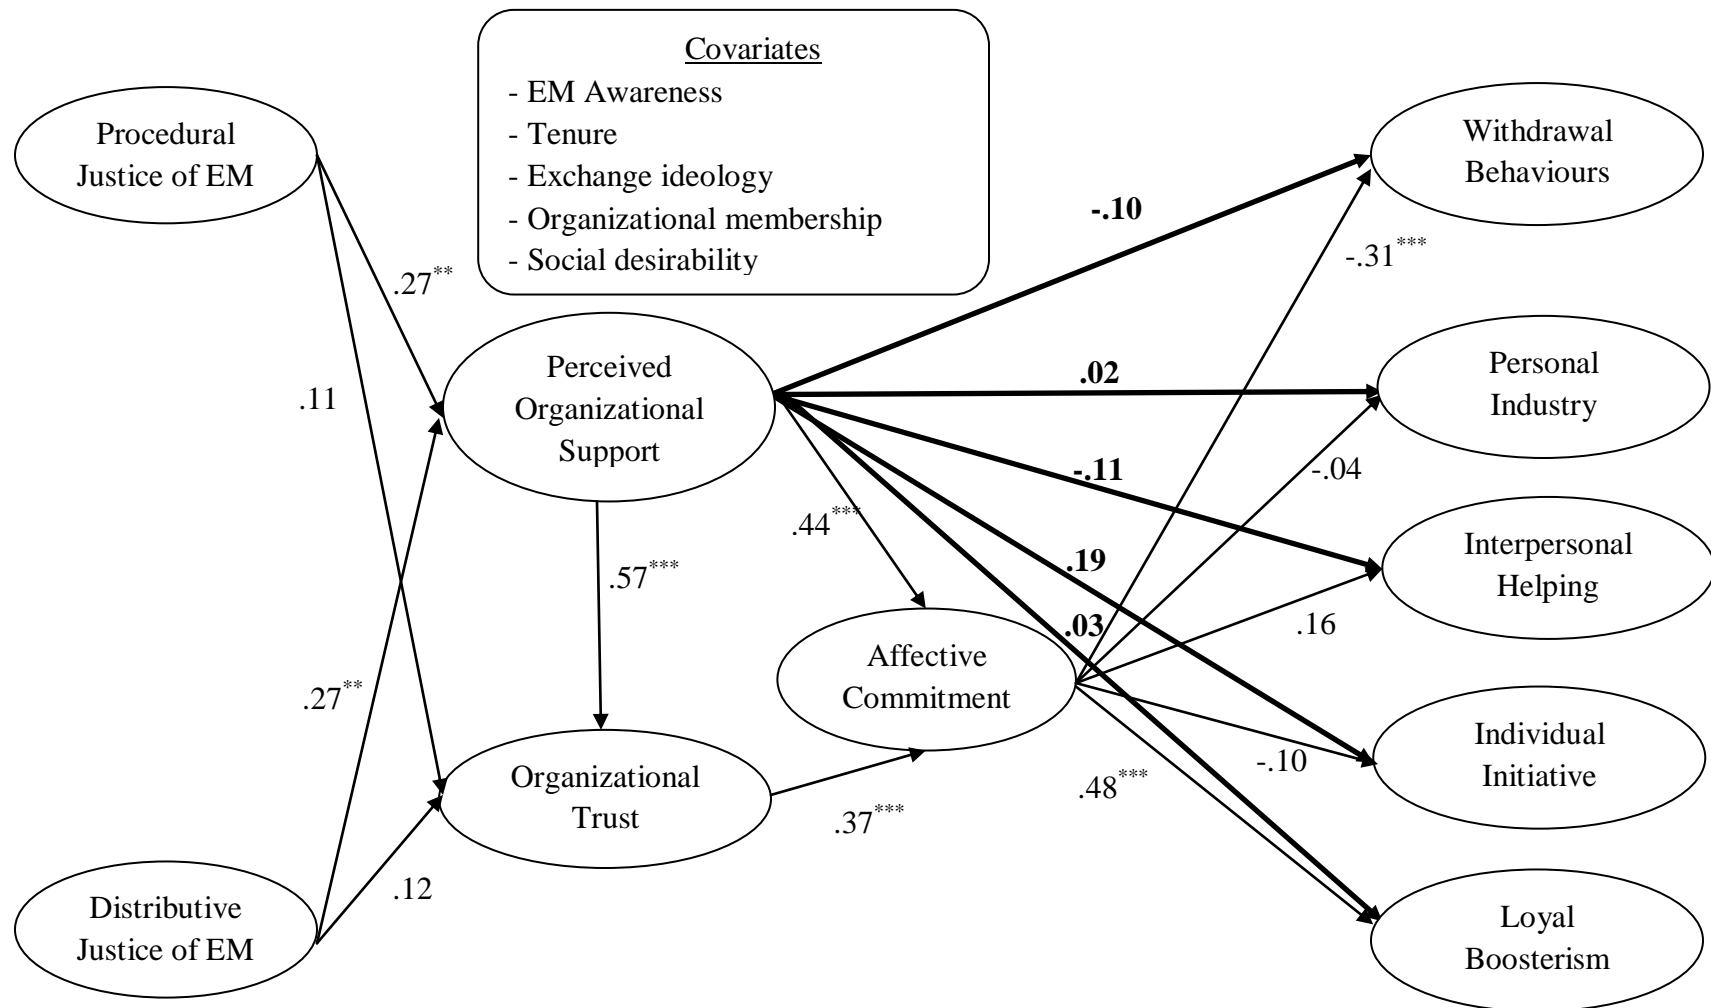 Covariates
- EM Awareness
- Tenure
- Exchange ideology
- Organizational membership
- Social desirability
Procedural
Justice of EM
Withdrawal
Behaviours
-.10
-.31***
.27**
.11
Perceived
Organizational
Support
.02
Personal
Industry
-.11
-.04
.44***
.57***
.19
Interpersonal
Helping
.03
.16
.27**
Affective
Commitment
Organizational
Trust
.37***
.48***
-.10
Individual
Initiative
.12
Distributive
Justice of EM
Loyal
Boosterism